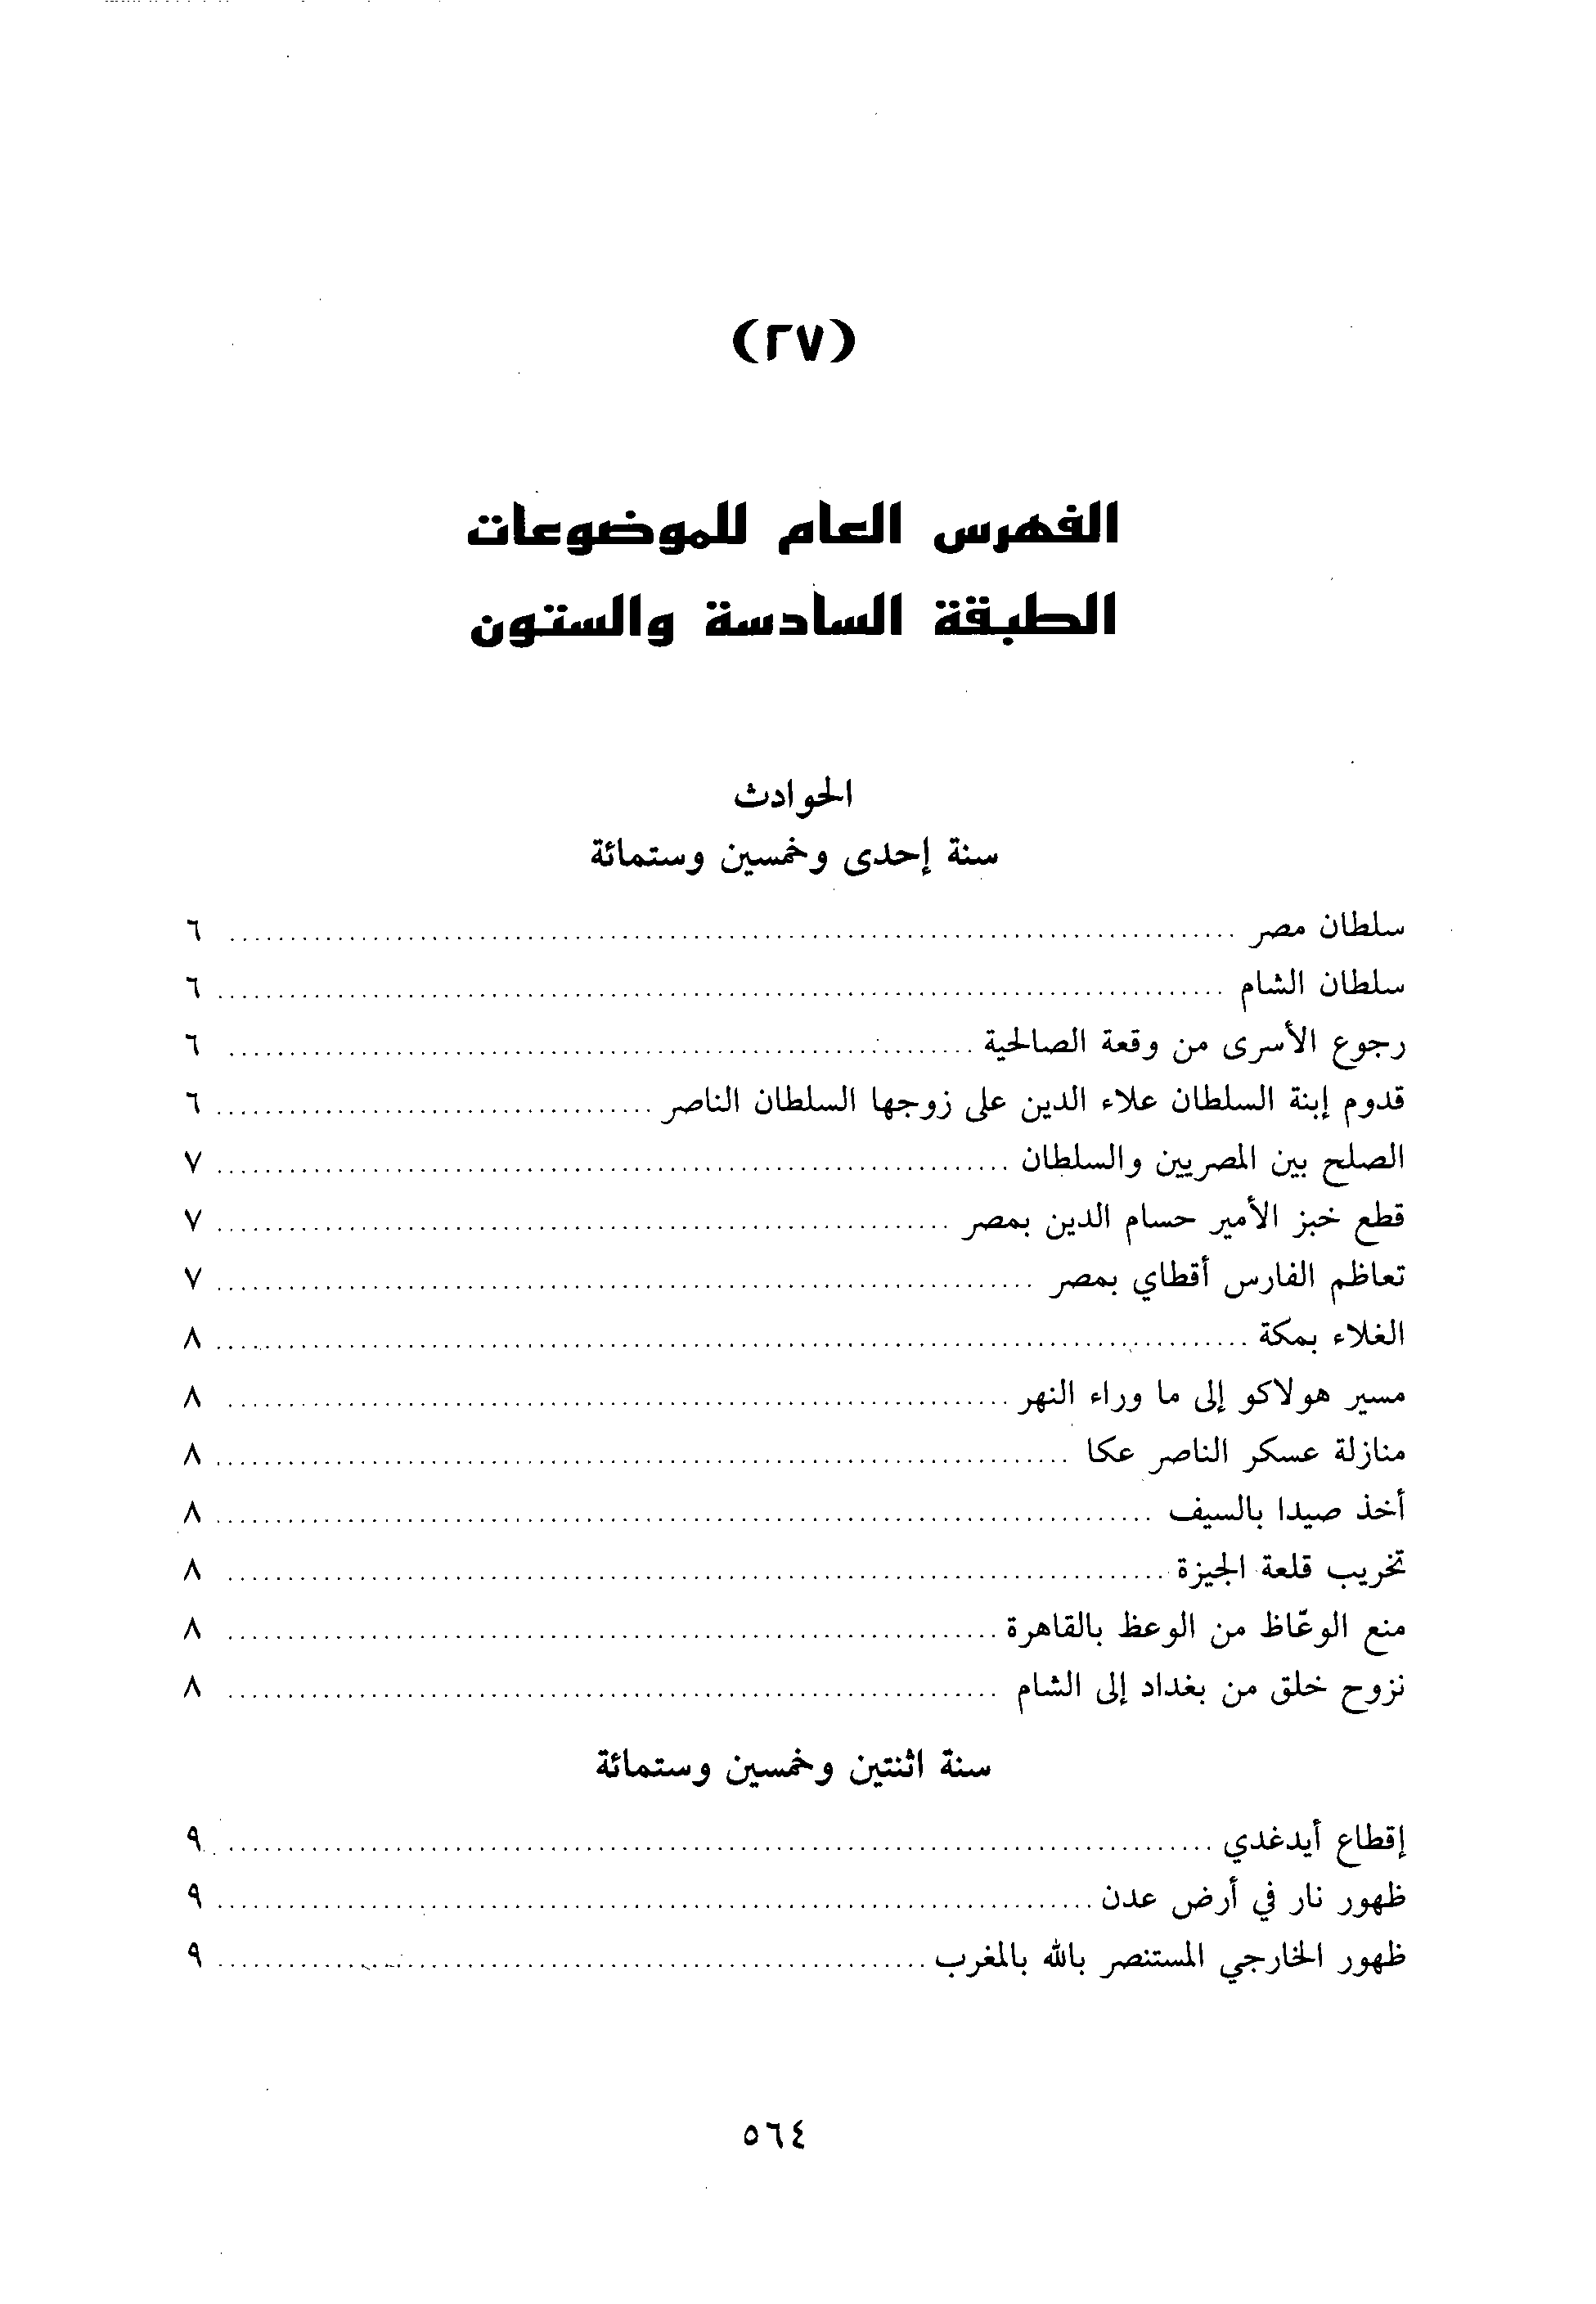 (٢٧)
الفهرس العام للموضوعات
الطبقة السادسة والستون
الحوادث
سنة إحدى وخمسين وستمائة
سلطان مصر ........ ٦
سلطان الشام ........ ٦
رجوع الأسرى من وقعة الصالحية ........ ٦
قدوم إبنة السلطان علاء الدين على زوجها السلطان الناصر ........ ٦
الصلح بين المصريين والسلطان ........ ٧
قطع خبز الأمير حسام الدين بمصر ........ ٧
تعاظم الفارس أقطاي بمصر ........ ٧
الغلاء بمكة ........ ٨
مسير هولاكو إلى ما وراء النهر ........ ٨
منازلة عسكر الناصر عكا ........ ٨
أخذ صيدا بالسيف ........ ٨
تخريب قلعة الجيزة ........ ٨
منع الوعّاظ من الوعظ بالقاهرة ........ ٨
نزوح خلق من بغداد إلى الشام ........ ٨
سنة اثنتين وخمسين وستمائة
إقطاع أيدغدي ........ ٩
ظهور نار في أرض عدن ........ ٩
ظهور الخارجي المستنصر بالله بالمغرب ........ ٩
٥٦٤